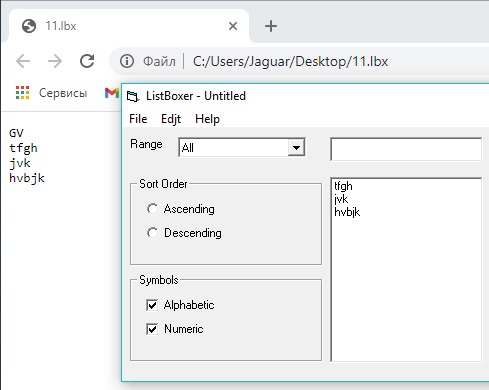 11.lbx
Файл C:/Users/Jaguar/Desktop/11.lbx
Сервисы
GV
tfgh
jvk
hvbjk
ListBoxer - Untitled
File Edit Help
Range All
Sort Order
Ascending
Descending
Symbols
Alphabetic
Numeric
tfgh
jvk
hvbjk